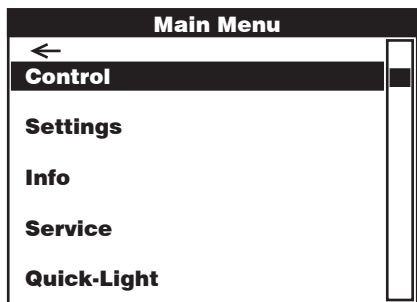 Main Menu
←
Control
Settings
Info
Service
Quick-Light